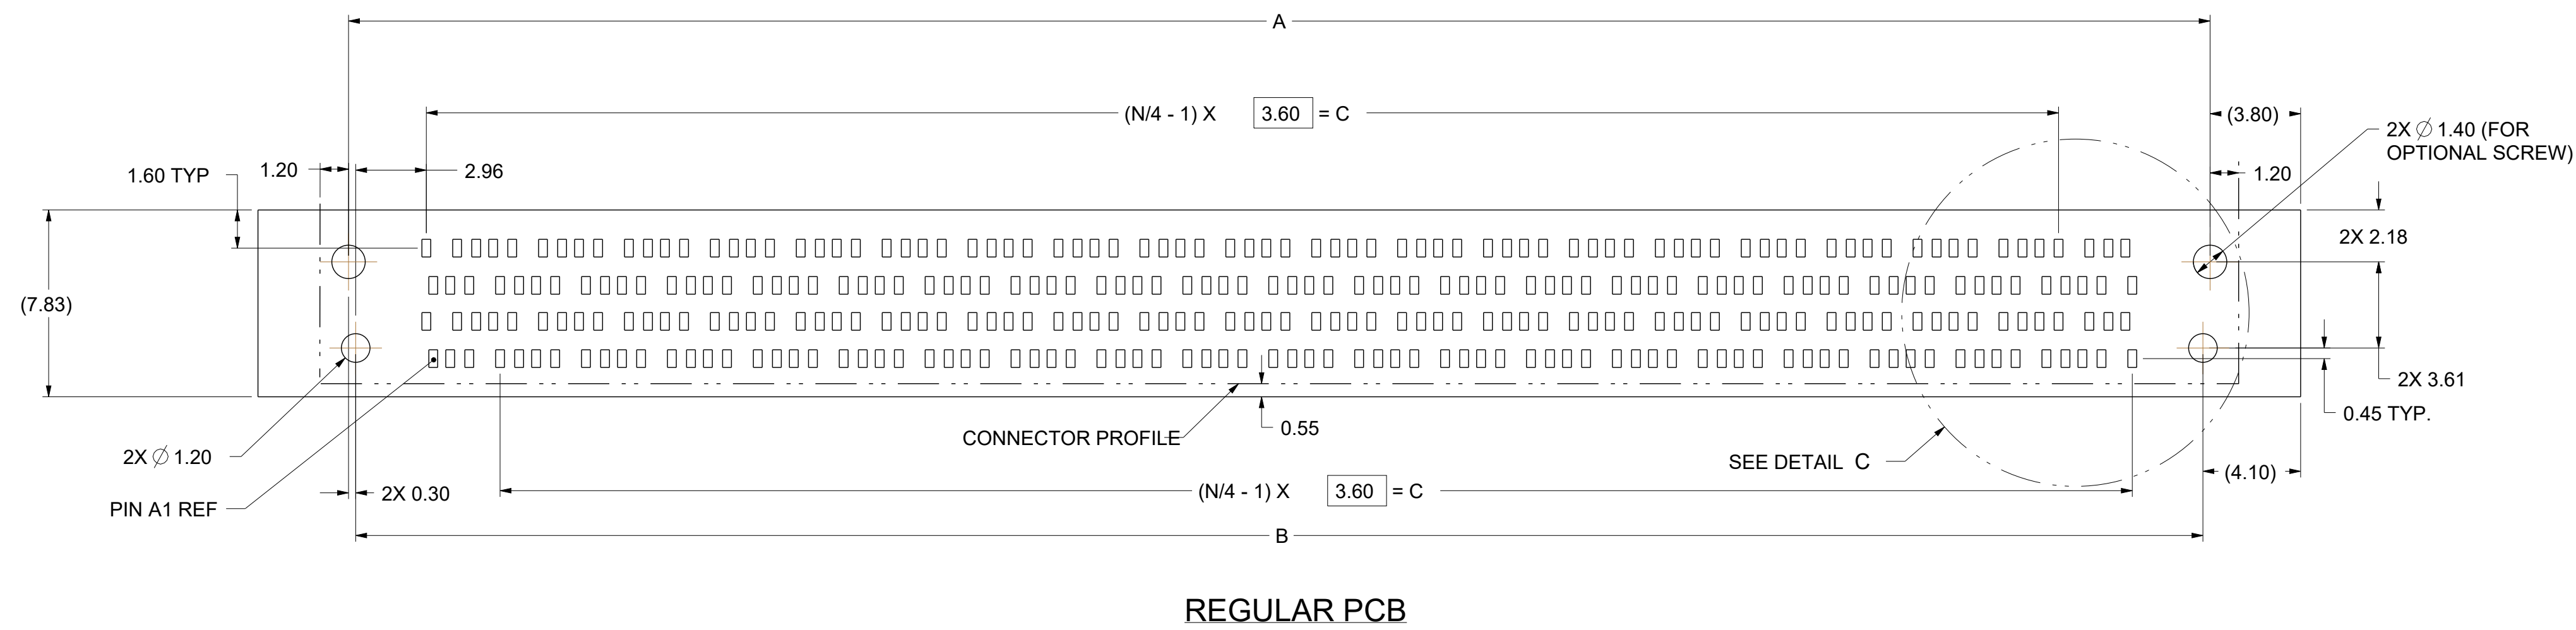 A
(N/4 - 1) X 3.60 = C
(3.80)
2X ∅ 1.40 (FOR
OPTIONAL SCREW)
1.60 TYP
1.20
2.96
1.20
2X 2.18
(7.83)
2X 3.61
0.45 TYP.
CONNECTOR PROFILE
0.55
2X ∅ 1.20
SEE DETAIL C
(4.10)
2X 0.30
(N/4 - 1) X 3.60 = C
PIN A1 REF
B
REGULAR PCB